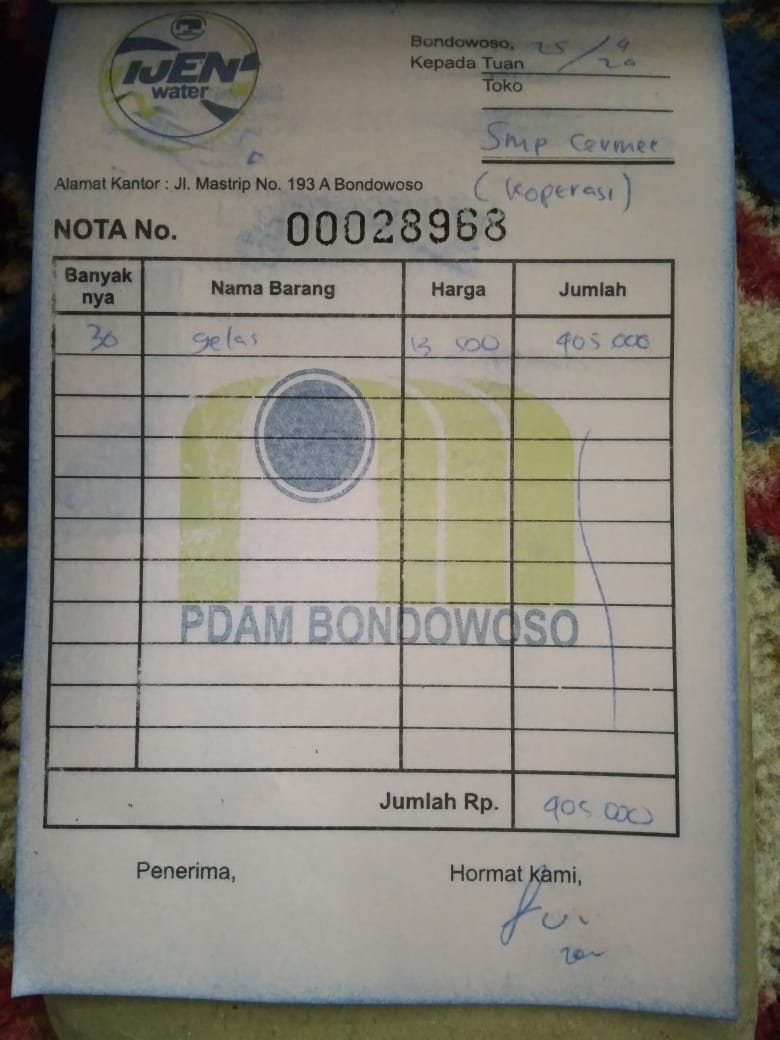 IJEN
water
Bondowoso, 25/9
Kepada Tuan 20
Toko
Smp Cermee
(Koperasi)
Alamat Kantor : Jl. Mastrip No. 193 A Bondowoso
NOTA No. 00028968
Banyak nya Nama Barang Harga Jumlah
30 gelas 13 500 405 000
PDAM BONDOWOSO
Jumlah Rp. 405 000
Penerima, Hormat kami,